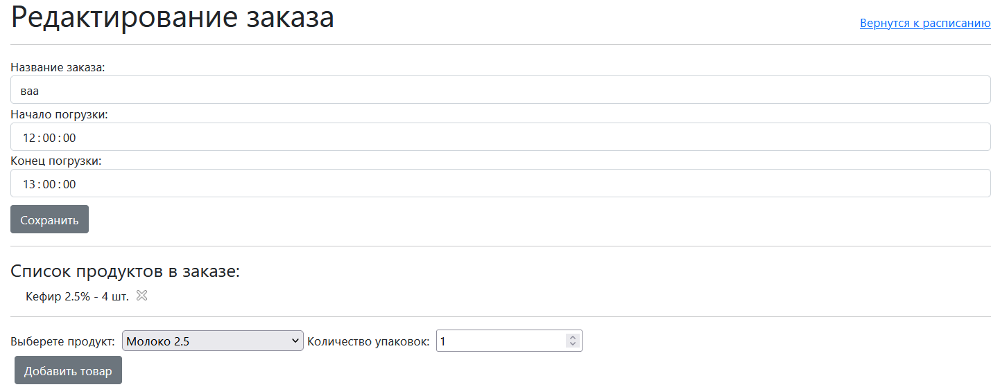 Редактирование заказа
Вернутся к расписанию
Название заказа:
ваа
Начало погрузки:
12:00:00
Конец погрузки:
13:00:00
Сохранить
Список продуктов в заказе:
Кефир 2.5% - 4 шт.
Выберете продукт: Молоко 2.5 Количество упаковок: 1
Добавить товар